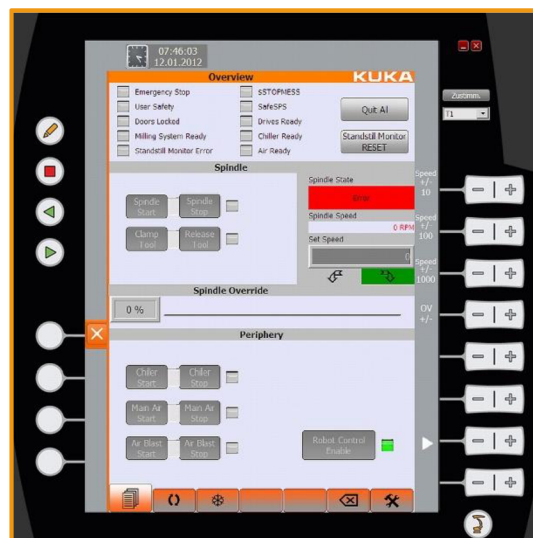 07:46:03
12.01.2012
Overview KUKA
Emergency Stop sSTOPMESS
User Safety SafeSPS
Doors Locked Drives Ready
Quit All
Milling System Ready Chiller Ready
Standstill Monitor Error Air Ready
Standstill Monitor
RESET
Zustimm.
T1
Spindle
Spindle State
Error
Spindle Start Spindle Stop
Spindle Speed
0 RPM
Clamp Tool Release Tool
Set Speed
0
Speed +/- 10
Speed +/- 100
Speed +/- 1000
OV +/-
Spindle Override
0 %
Periphery
Chiller Start Chiller Stop
Main Air Start Main Air Stop
Air Blast Start Air Blast Stop
Robot Control Enable